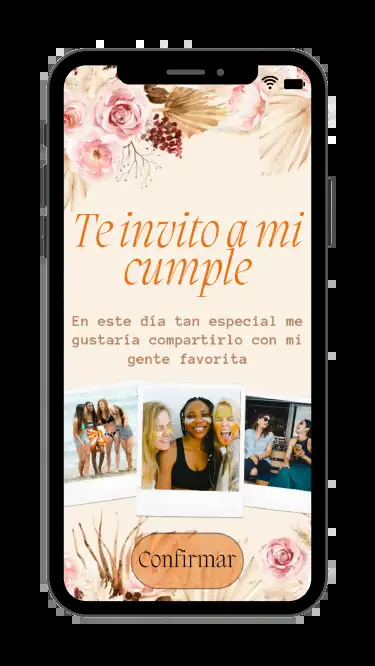 Te invito a mi
cumple
En este día tan especial me
gustaría compartirlo con mi
gente favorita
Confirmar